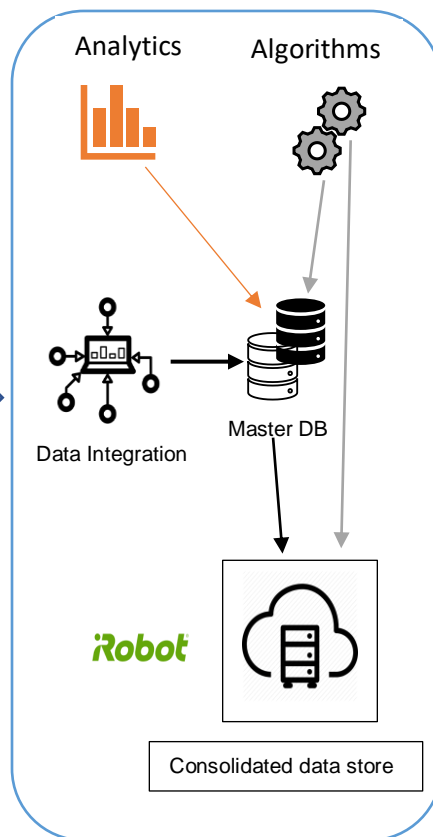 Analytics
Algorithms
Data Integration
Master DB
iRobot
Consolidated data store